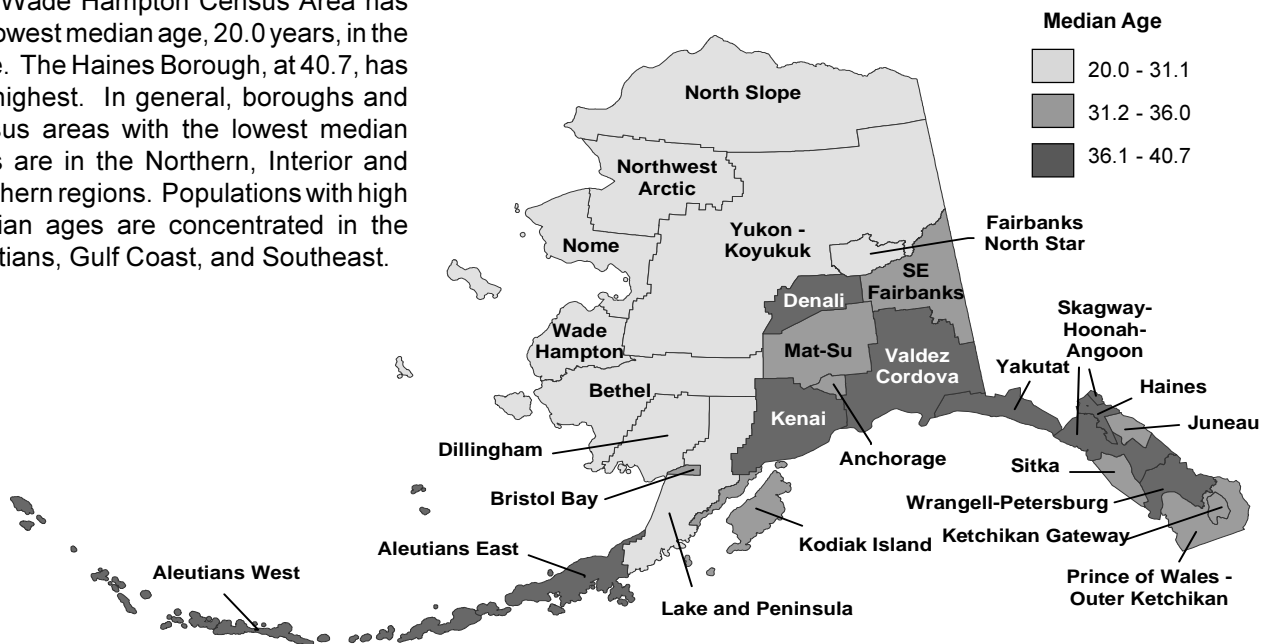 Wade Hampton Census Area has
median age, 20.0 years, in the
The Haines Borough, at 40.7, has
highest. In general, boroughs and
areas with the lowest median
are in the Northern, Interior and
regions. Populations with high
ages are concentrated in the
Gulf Coast, and Southeast.
Median Age
20.0 - 31.1
31.2 - 36.0
36.1 - 40.7
North Slope
Northwest
Arctic
Nome
Yukon -
Koyukuk
Fairbanks
North Star
SE
Fairbanks
Denali
Wade
Hampton
Mat-Su
Valdez
Cordova
Skagway-
Hoonah-
Angoon
Yakutat
Haines
Juneau
Bethel
Kenai
Dillingham
Anchorage
Sitka
Bristol Bay
Wrangell-Petersburg
Kodiak Island
Ketchikan Gateway
Aleutians East
Aleutians West
Lake and Peninsula
Prince of Wales -
Outer Ketchikan